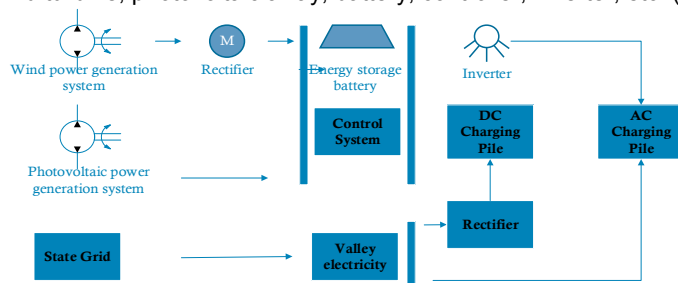 M
Wind power generation
system
Rectifier
Energy storage
battery
Inverter
Control
System
DC
Charging
Pile
AC
Charging
Pile
Photovoltaic power
generation system
Rectifier
State Grid
Valley
electricity